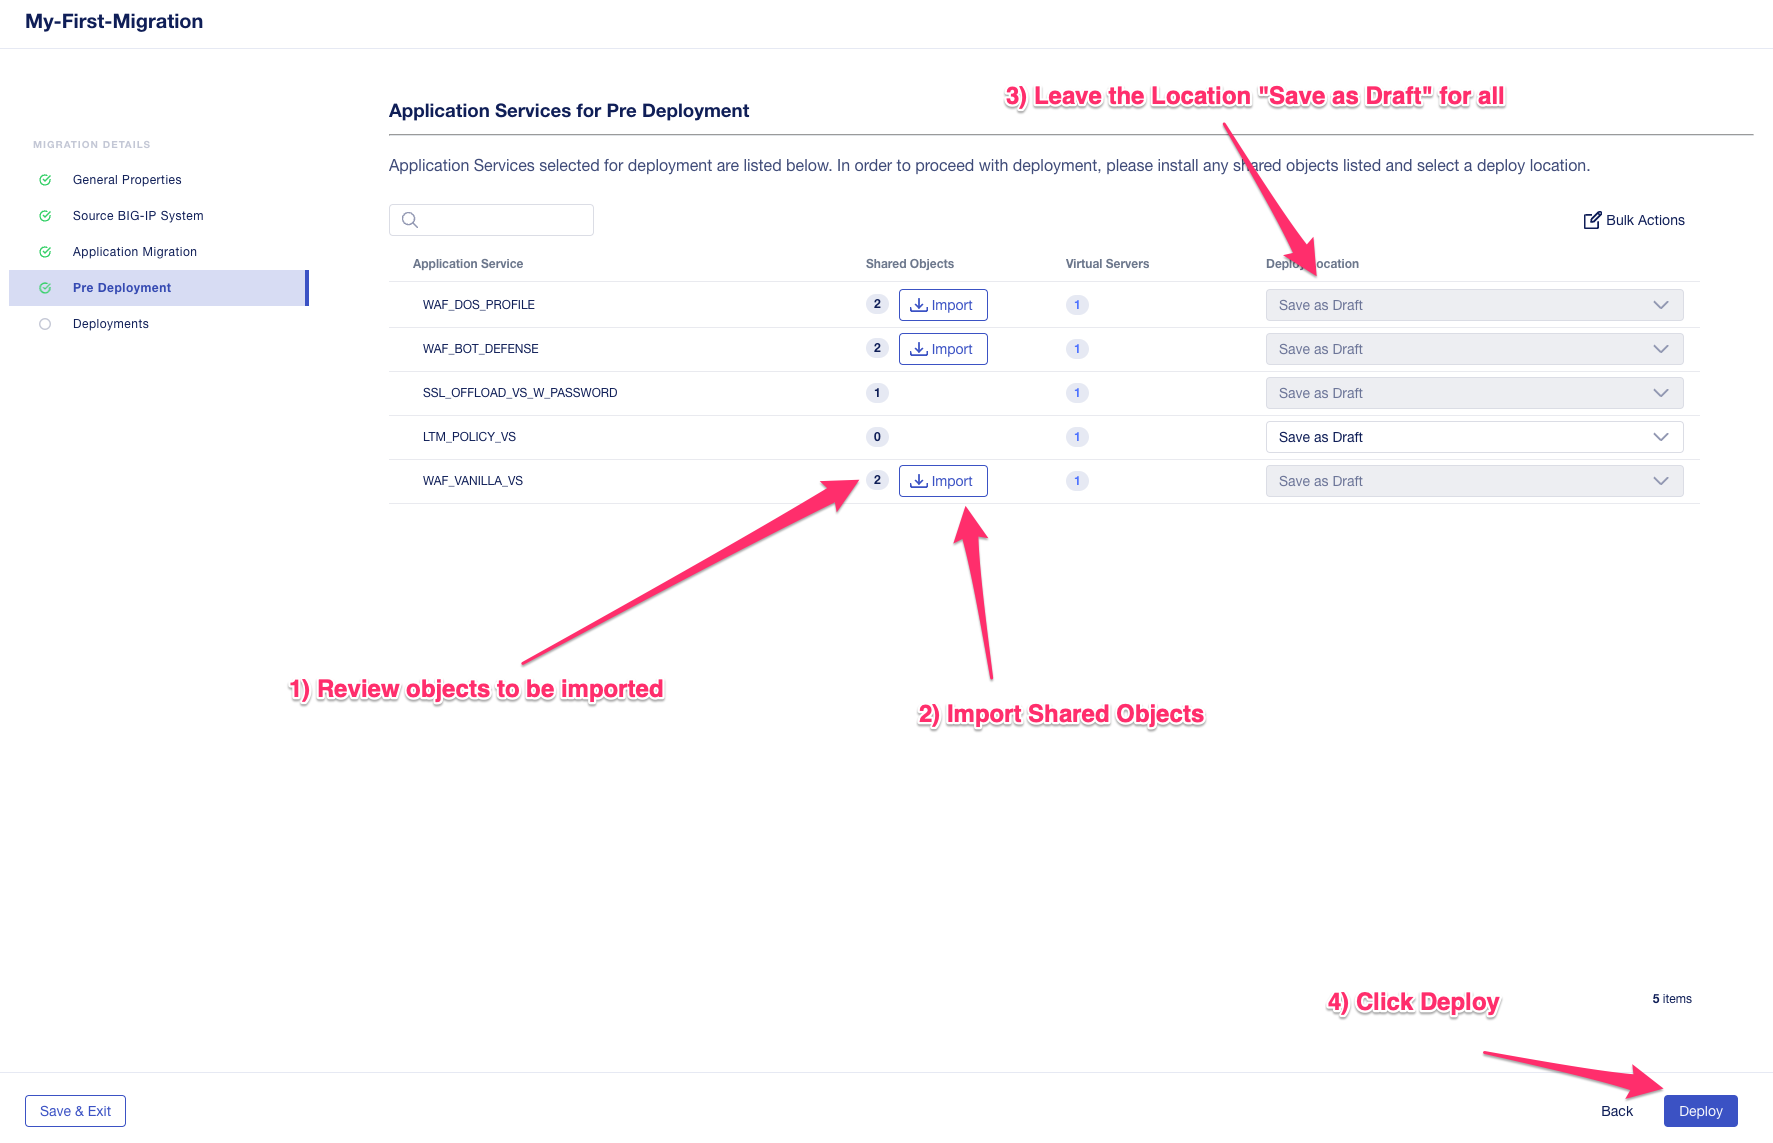 My-First-Migration
MIGRATION DETAILS
General Properties
Source BIG-IP System
Application Migration
Pre Deployment
Deployments
3) Leave the Location "Save as Draft" for all
Application Services for Pre Deployment
Application Services selected for deployment are listed below. In order to proceed with deployment, please install any shared objects listed and select a deploy location.
Bulk Actions
Application Service Shared Objects Virtual Servers Deploy Location
WAF_DOS_PROFILE 2 Import 1 Save as Draft
WAF_BOT_DEFENSE 2 Import 1 Save as Draft
SSL_OFFLOAD_VS_W_PASSWORD 1 1 Save as Draft
LTM_POLICY_VS 0 1 Save as Draft
WAF_VANILLA_VS 2 Import 1 Save as Draft
1) Review objects to be imported
2) Import Shared Objects
4) Click Deploy
5 items
Save & Exit
Back
Deploy